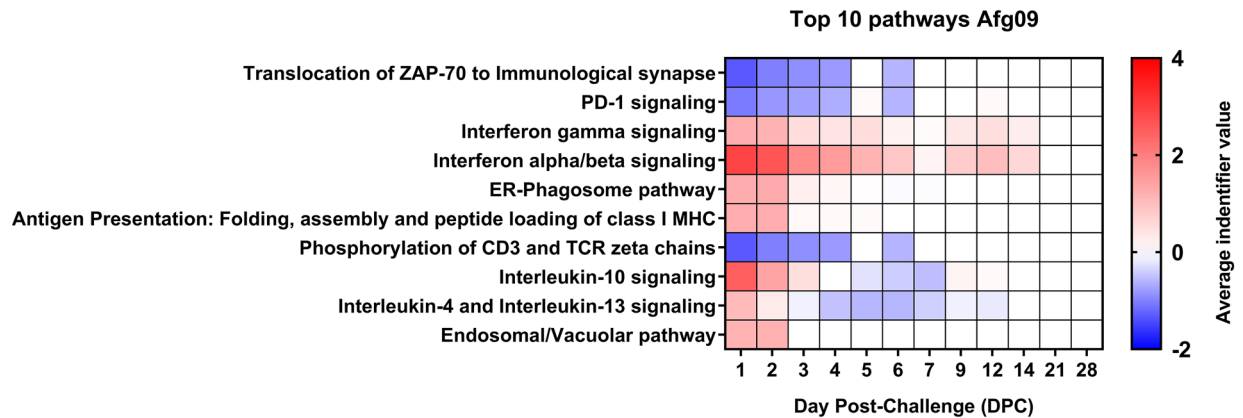 Top 10 pathways Afg09
Translocation of ZAP-70 to Immunological synapse
PD-1 signaling
Interferon gamma signaling
Interferon alpha/beta signaling
ER-Phagosome pathway
Antigen Presentation: Folding, assembly and peptide loading of class I MHC
Phosphorylation of CD3 and TCR zeta chains
Interleukin-10 signaling
Interleukin-4 and Interleukin-13 signaling
Endosomal/Vacuolar pathway
1 2 3 4 5 6 7 9 12 14 21 28
Day Post-Challenge (DPC)
4
2
0
-2
Average indentifier value